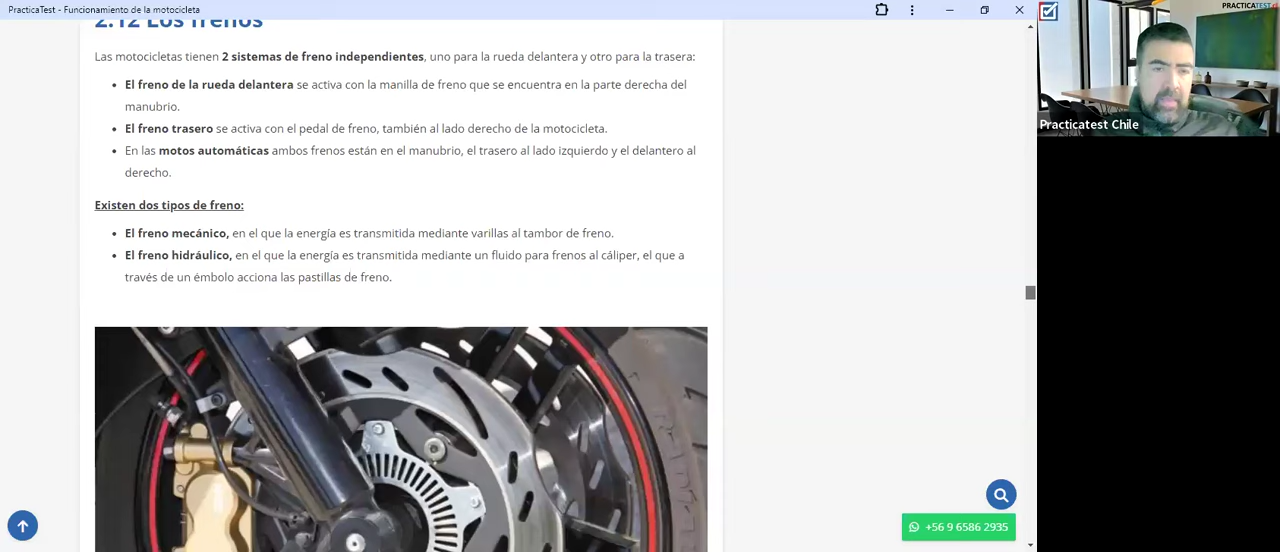 PracticaTest - Funcionamiento de la motocicleta
PRACTICATEST
2.12 Los frenos
Las motocicletas tienen 2 sistemas de freno independientes, uno para la rueda delantera y otro para la trasera:
• El freno de la rueda delantera se activa con la manilla de freno que se encuentra en la parte derecha del
manubrio.
• El freno trasero se activa con el pedal de freno, también al lado derecho de la motocicleta.
• En las motos automáticas ambos frenos están en el manubrio, el trasero al lado izquierdo y el delantero al
derecho.
Existen dos tipos de freno:
• El freno mecánico, en el que la energía es transmitida mediante varillas al tambor de freno.
• El freno hidráulico, en el que la energía es transmitida mediante un fluido para frenos al cáliper, el que a
través de un émbolo acciona las pastillas de freno.
Practicatest Chile
+56 9 6586 2935